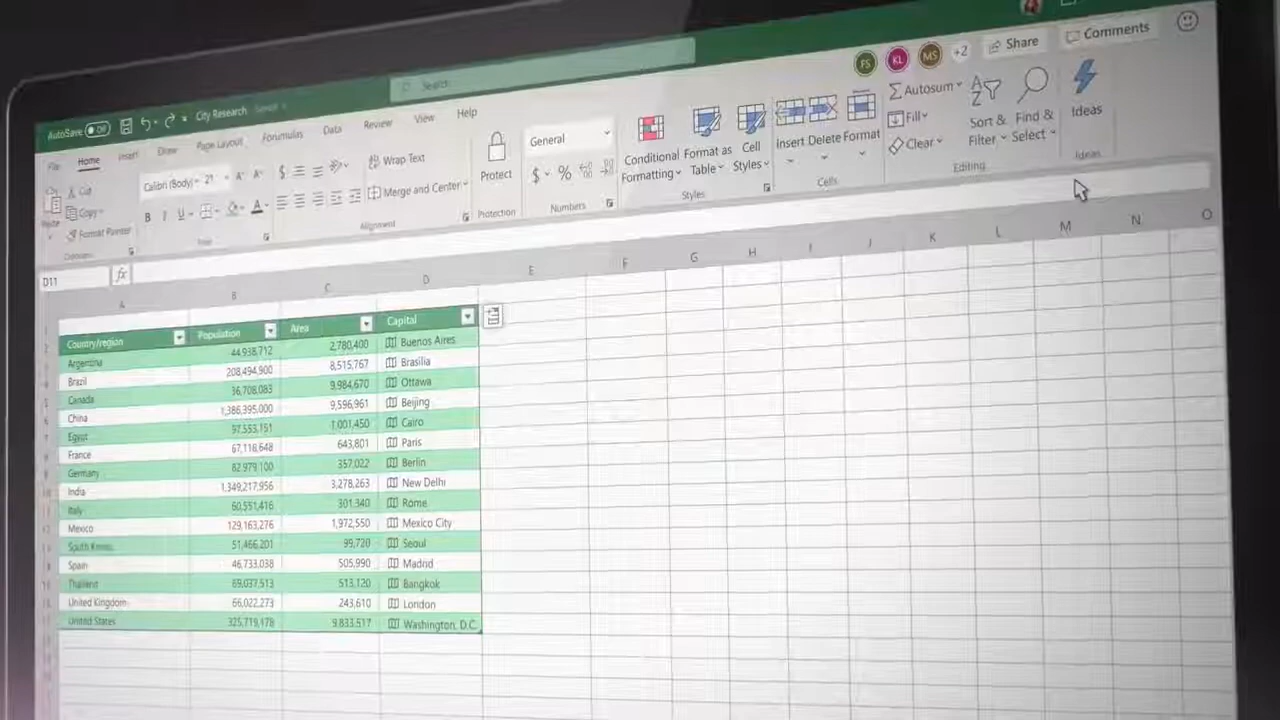 AutoSave Off City Research Saved Search FS KL MS +2 Share Comments
File Home Insert Draw Page Layout Formulas Data Review View Help
Cut
Copy
Format Painter
Calibri (Body) 21
B I U
Wrap Text
Merge and Center
Alignment
Protect
Protection
General
$ %
Numbers
Conditional Formatting
Format as Table
Cell Styles
Styles
Insert Delete Format
Cells
Autosum
Fill
Clear
Sort & Filter
Find & Select
Editing
Ideas
Ideas
D11 fx
A B C D E F G H I J K L M N O
Country/region Population Area Capital
Argentina 44,938,712 2,780,400 Buenos Aires
Brazil 208,494,900 8,515,767 Brasilia
Canada 36,708,083 9,984,670 Ottawa
China 1,386,395,000 9,596,961 Beijing
Egypt 97,553,151 1,001,450 Cairo
France 67,118,648 643,801 Paris
Germany 82,979,100 357,022 Berlin
India 1,349,217,956 3,278,263 New Delhi
Italy 60,551,416 301,340 Rome
Mexico 129,163,276 1,972,550 Mexico City
South Korea 51,466,201 99,720 Seoul
Spain 46,733,038 505,990 Madrid
Thailand 69,037,513 513,120 Bangkok
United Kingdom 66,022,273 243,610 London
United States 325,719,178 9,833,517 Washington, D.C.